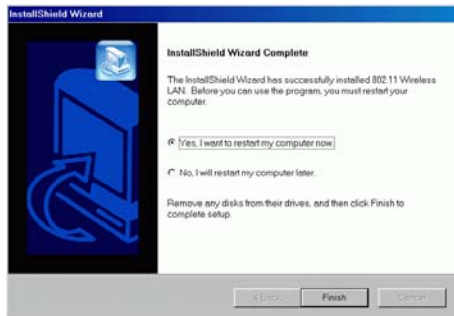 InstallShield Wizard
InstallShield Wizard Complete
The InstallShield Wizard has successfully installed 802.11 Wireless
LAN. Before you can use the program, you must restart your
computer.
Yes, I want to restart my computer now.
No, I will restart my computer later.
Remove any disks from their drives, and then click Finish to
complete setup.
< Back
Finish
Cancel